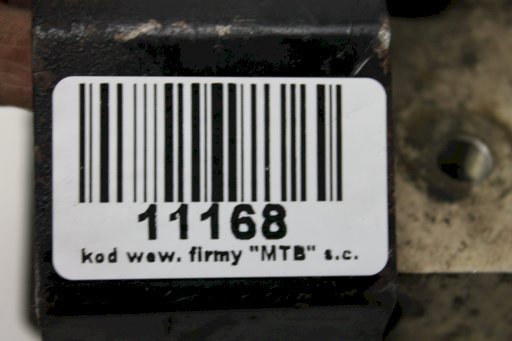 11168
kod wew. firmy "MTB" s.c.